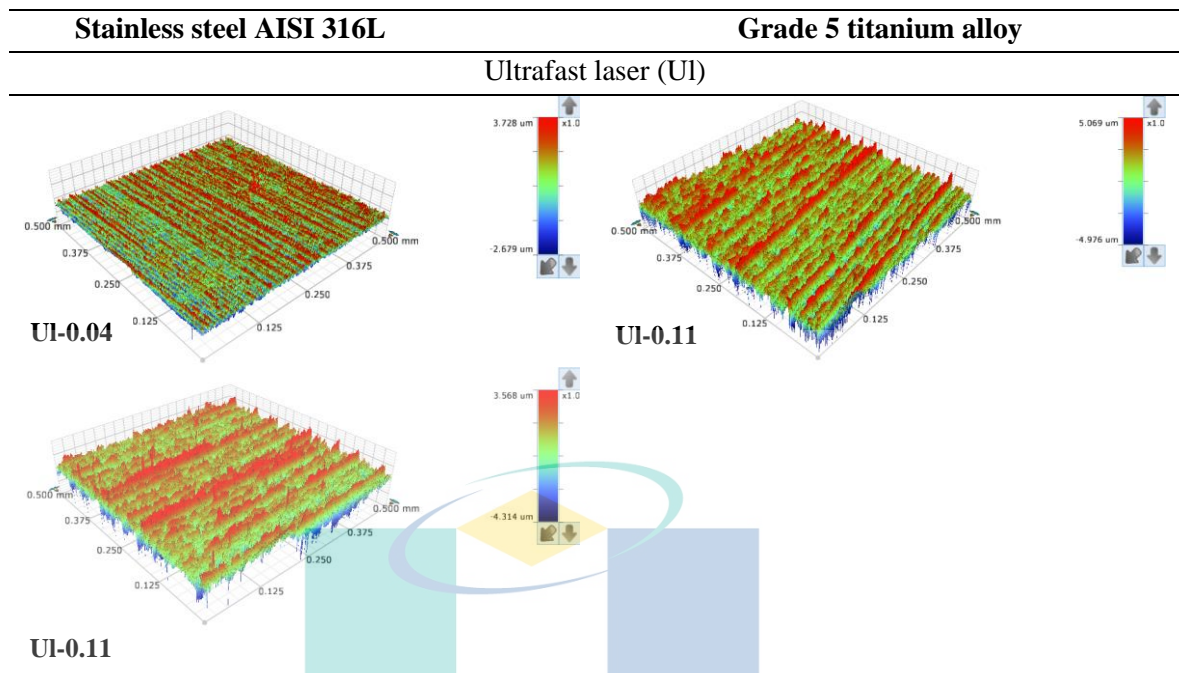 Stainless steel AISI 316L
Grade 5 titanium alloy
Ultrafast laser (Ul)
3.728 um
x1.0
-2.679 um
0.500 mm
0.375
0.250
0.125
0.125
0.250
0.375
0.500 mm
Ul-0.04
5.069 um
x1.0
-4.976 um
0.500 mm
0.375
0.250
0.125
0.125
0.250
0.375
0.500 mm
Ul-0.11
3.568 um
x1.0
-4.314 um
0.500 mm
0.375
0.250
0.125
0.125
0.250
0.375
0.500 mm
Ul-0.11